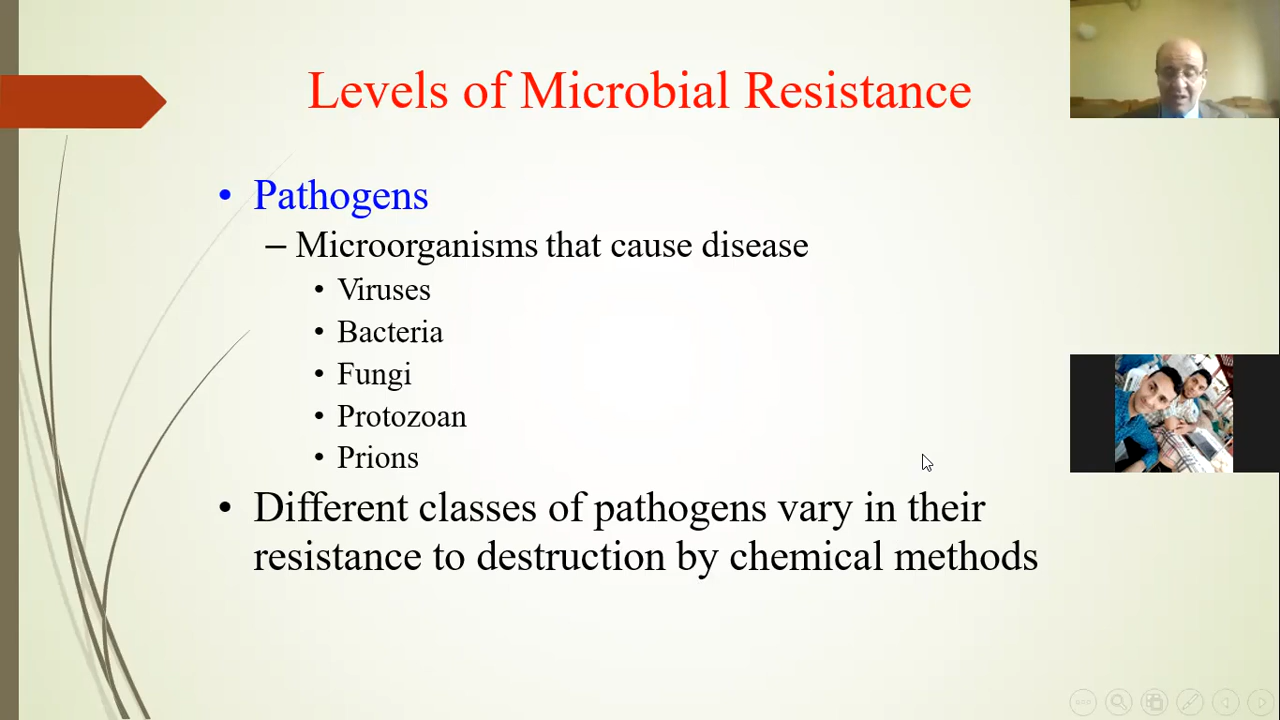 Levels of Microbial Resistance
• Pathogens
– Microorganisms that cause disease
• Viruses
• Bacteria
• Fungi
• Protozoan
• Prions
• Different classes of pathogens vary in their
resistance to destruction by chemical methods